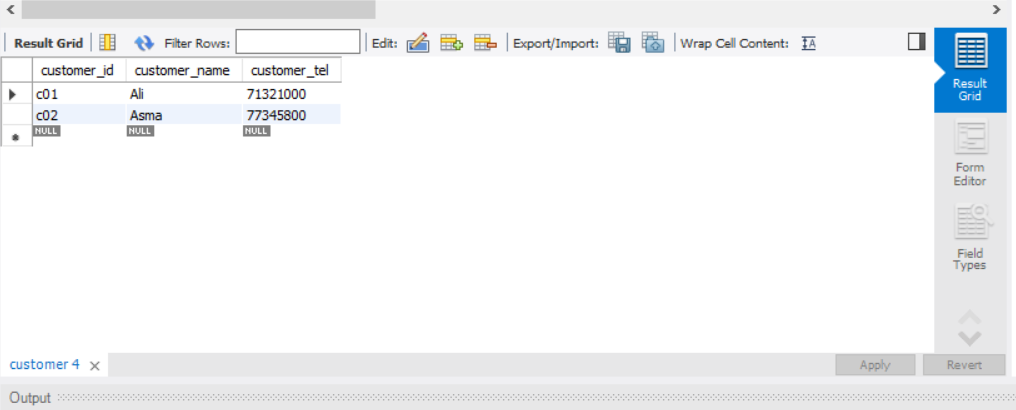 Result Grid Filter Rows: Edit: Export/Import: Wrap Cell Content:
customer_id customer_name customer_tel
c01 Ali 71321000
c02 Asma 77345800
NULL NULL NULL
Result
Grid
Form
Editor
Field
Types
customer 4 Apply Revert
Output